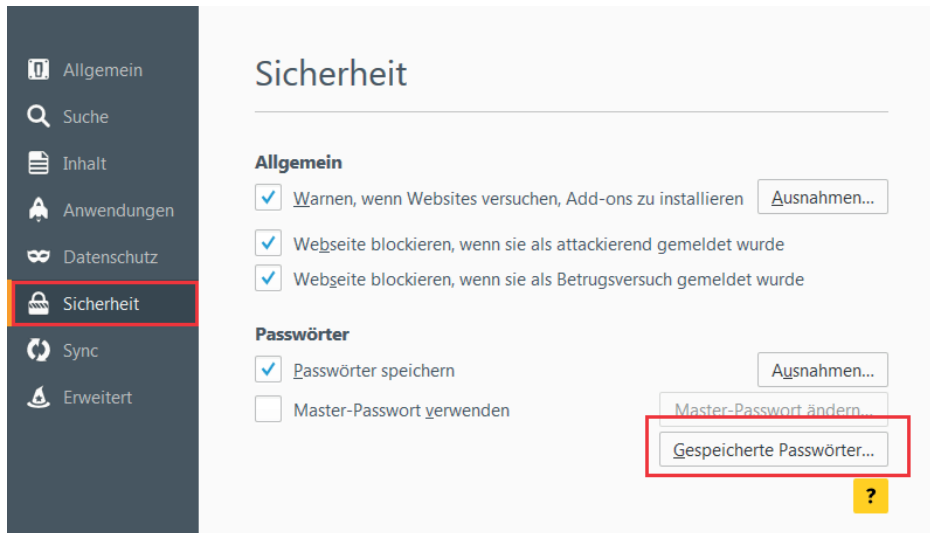 Allgemein
Suche
Inhalt
Anwendungen
Datenschutz
Sicherheit
Sync
Erweitert
Sicherheit
Allgemein
Warnen, wenn Websites versuchen, Add-ons zu installieren Ausnahmen...
Webseite blockieren, wenn sie als attackierend gemeldet wurde
Webseite blockieren, wenn sie als Betrugsversuch gemeldet wurde
Passwörter
Passwörter speichern Ausnahmen...
Master-Passwort verwenden Master-Passwort ändern...
Gespeicherte Passwörter...
?